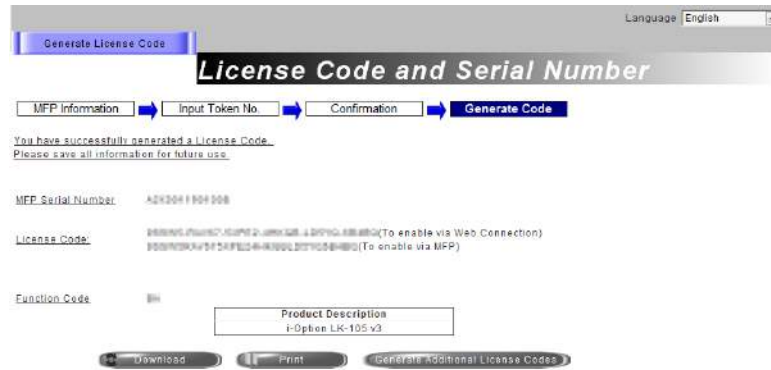 Language English
Generate License Code
License Code and Serial Number
MFP Information Input Token No. Confirmation Generate Code
You have successfully generated a License Code.
Please save all information for future use.
MFP Serial Number
License Code: (To enable via Web Connection)
(To enable via MFP)
Function Code
Product Description
i-Option LK-105 v3
Download Print Generate Additional License Codes